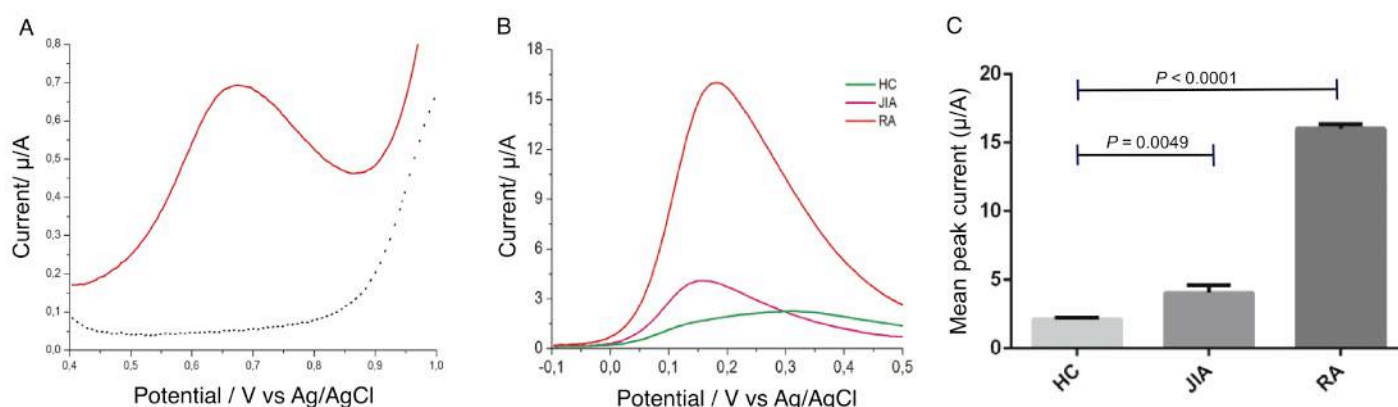 A
0,8
0,7
0,6
0,5
0,4
0,3
0,2
0,1
0,0
Current/ μ/A
0,4 0,5 0,6 0,7 0,8 0,9 1,0
Potential / V vs Ag/AgCl
B
18
15
12
9
6
3
0
Current/ μ/A
HC
JIA
RA
-0,1 0,0 0,1 0,2 0,3 0,4 0,5
Potential / V vs Ag/AgCl
C
20
15
10
5
0
Mean peak current (μ/A)
P < 0.0001
P = 0.0049
HC JIA RA